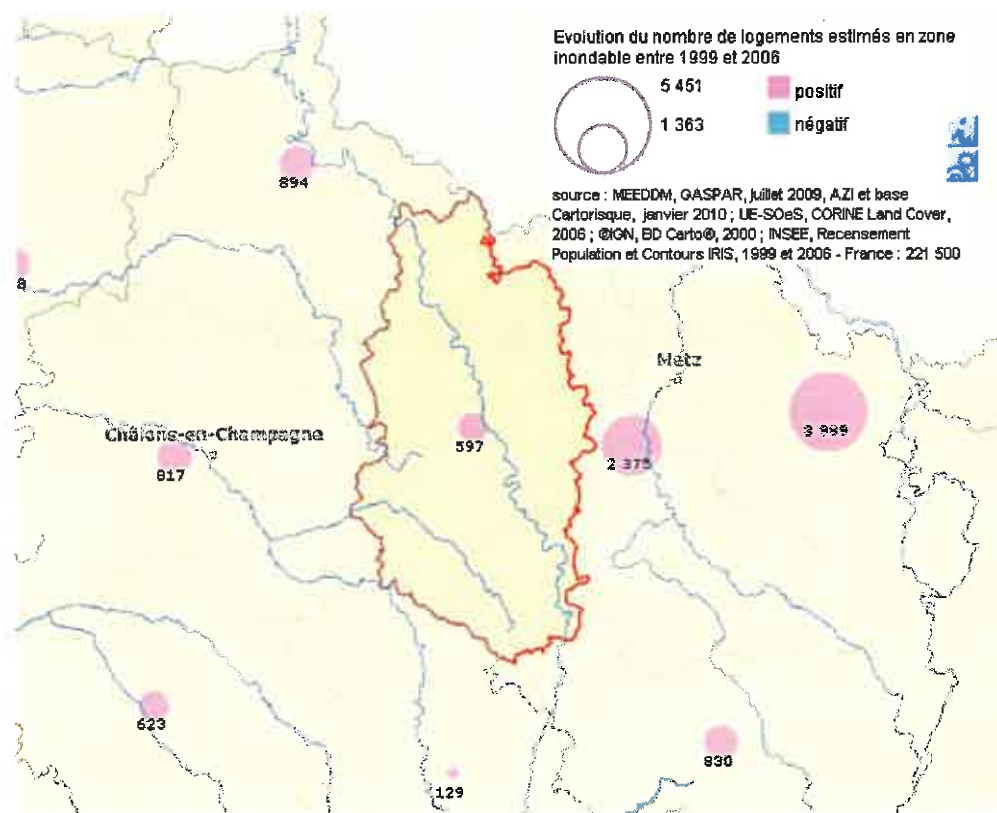 Evolution du nombre de logements estimés en zone
inondable entre 1999 et 2006
5 451
positif
1 363
négatif
source : MEEDDM, GASPAR, juillet 2009, AZI et base
Cartorisque, janvier 2010 ; UE-SOeS, CORINE Land Cover,
2006 ; ©IGN, BD Carto®, 2000 ; INSEE, Recensement
Population et Contours IRIS, 1999 et 2006 - France : 221 500
894
8
Metz
3 989
Châlons-en-Champagne
597
2 375
817
623
830
129